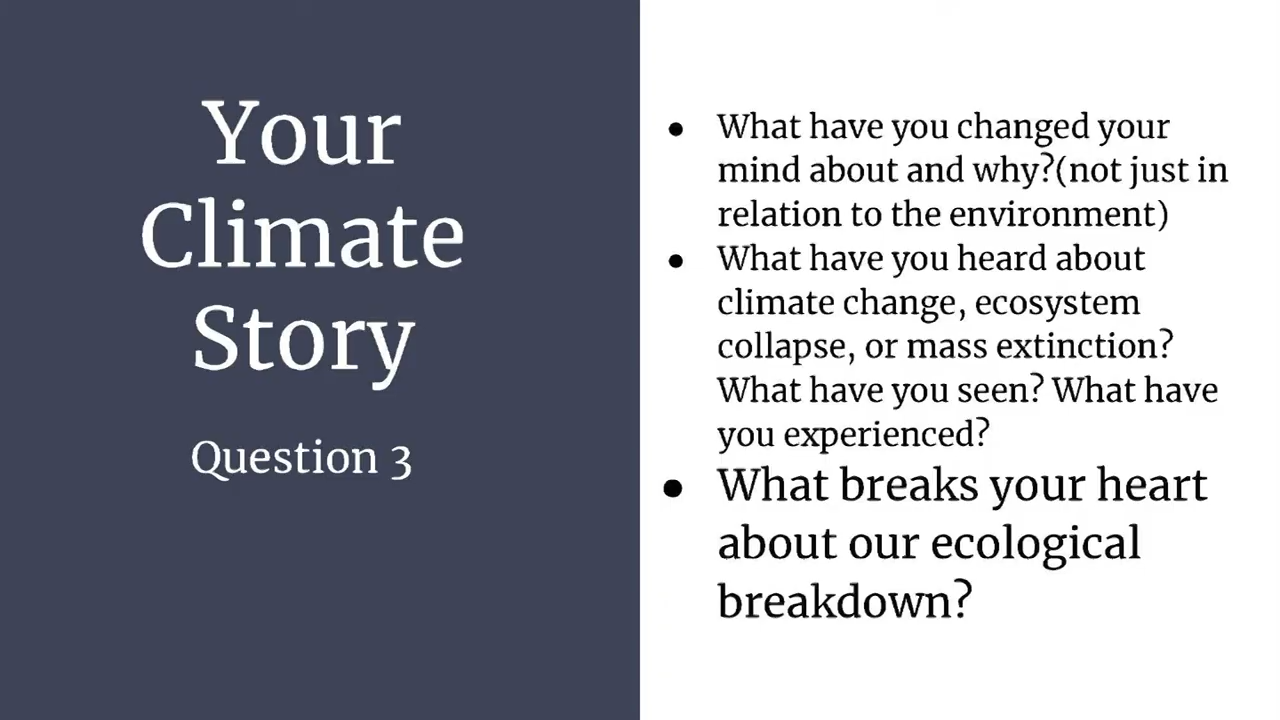 Your
Climate
Story
Question 3
● What have you changed your
mind about and why?(not just in
relation to the environment)
● What have you heard about
climate change, ecosystem
collapse, or mass extinction?
What have you seen? What have
you experienced?
● What breaks your heart
about our ecological
breakdown?